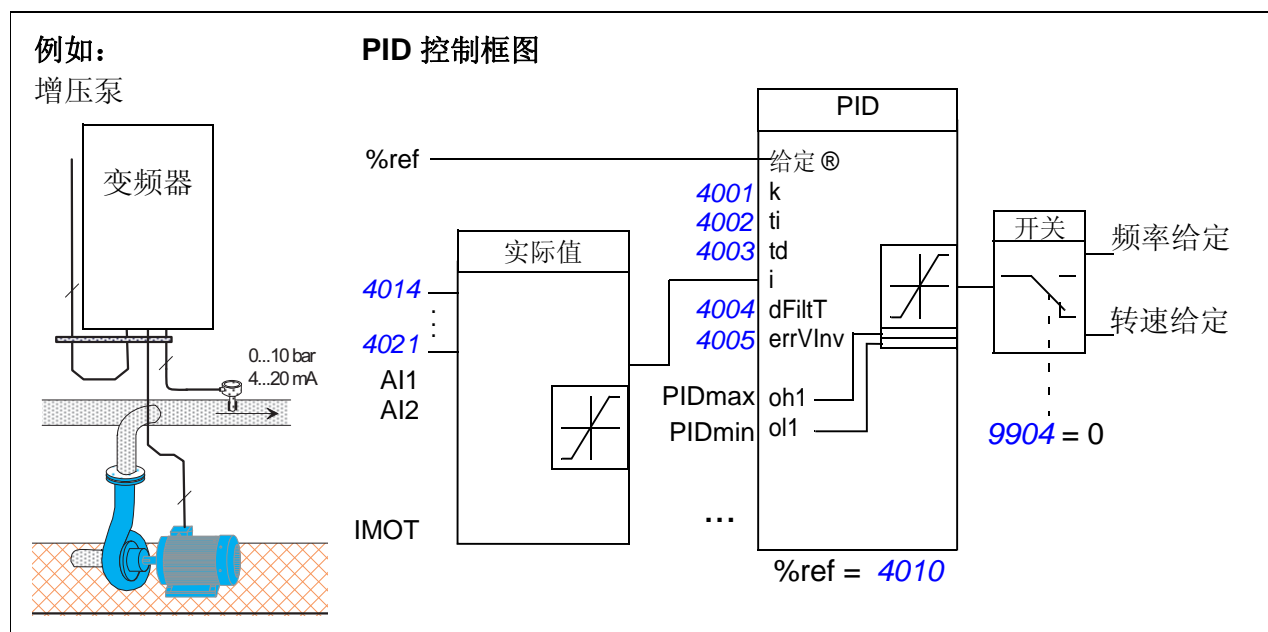 例如：
增压泵
变频器
0...10 bar
4...20 mA
PID 控制框图
%ref
4014
⋮
4021
AI1
AI2
IMOT
实际值
PID
给定 ®
4001 k
4002 ti
4003 td
i
4004 dFiltT
4005 errVInv
PIDmax oh1
PIDmin ol1
...
%ref = 4010
开关
频率给定
转速给定
9904 = 0